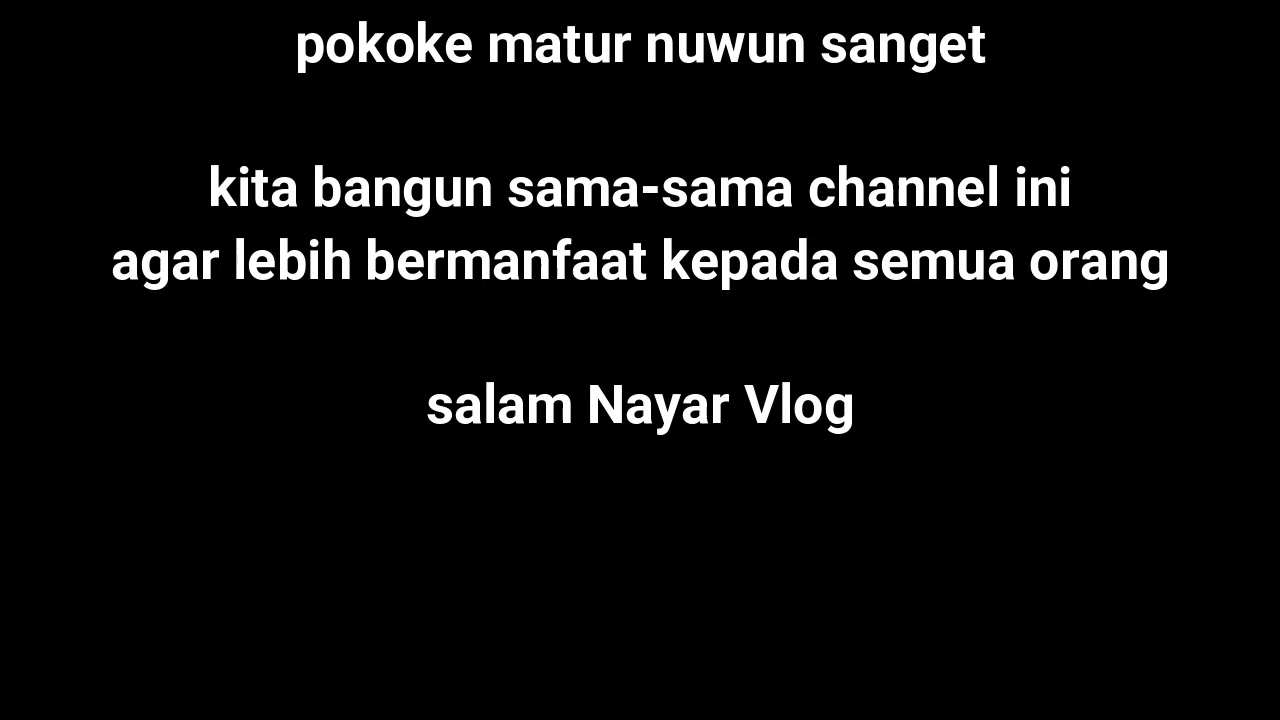 pokoke matur nuwun sanget
kita bangun sama-sama channel ini
agar lebih bermanfaat kepada semua orang
salam Nayar Vlog